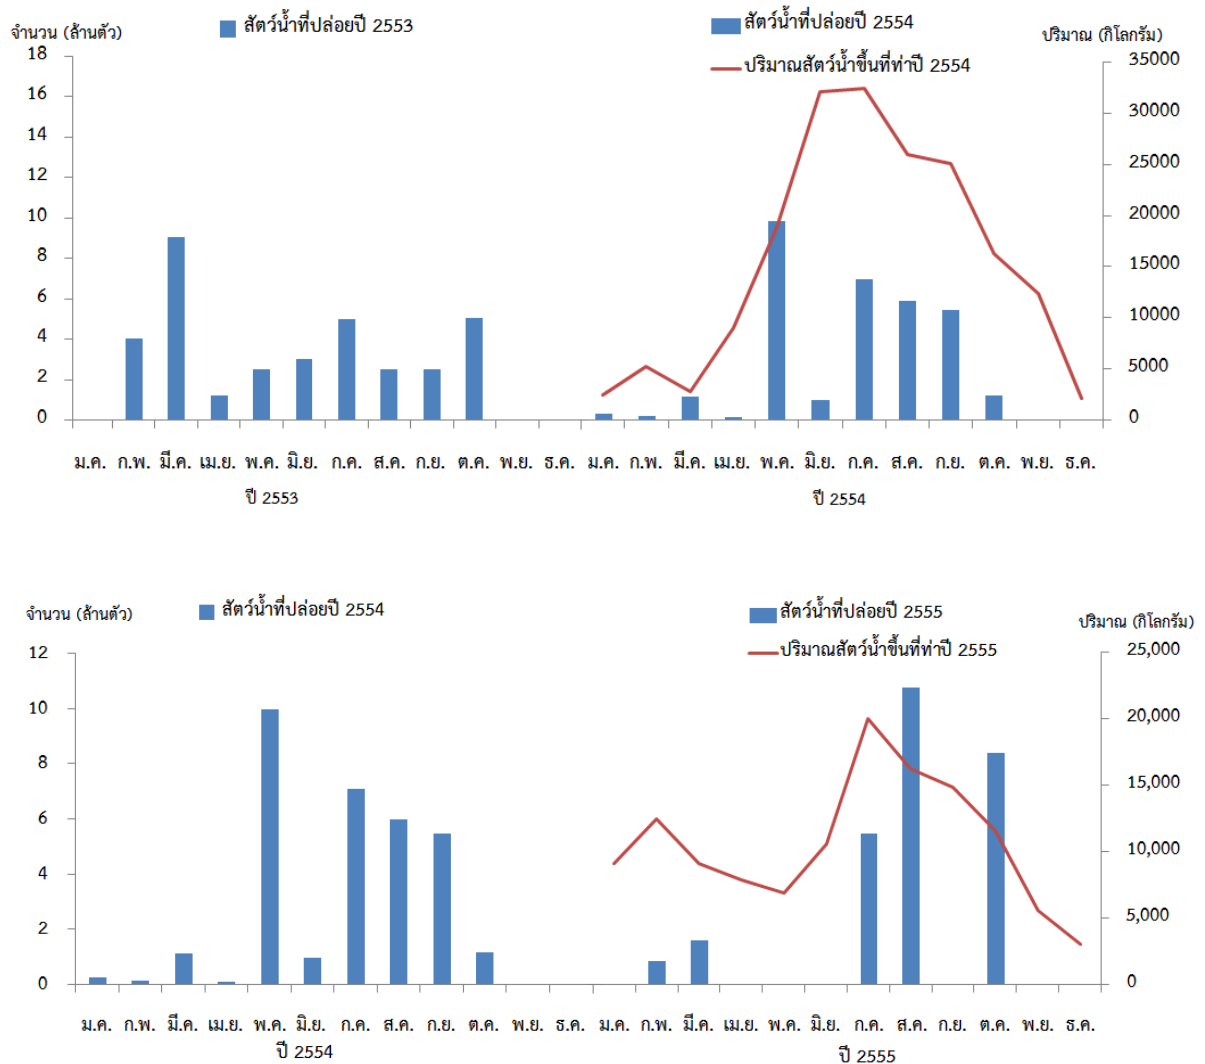 จำนวน (ล้านตัว)
สัตว์น้ำที่ปล่อยปี 2553
สัตว์น้ำที่ปล่อยปี 2554
ปริมาณสัตว์น้ำขึ้นที่ท่าปี 2554
ปริมาณ (กิโลกรัม)
18
16
14
12
10
8
6
4
2
0
35000
30000
25000
20000
15000
10000
5000
0
ม.ค. ก.พ. มี.ค. เม.ย. พ.ค. มิ.ย. ก.ค. ส.ค. ก.ย. ต.ค. พ.ย. ธ.ค. ม.ค. ก.พ. มี.ค. เม.ย. พ.ค. มิ.ย. ก.ค. ส.ค. ก.ย. ต.ค. พ.ย. ธ.ค.
ปี 2553 ปี 2554
จำนวน (ล้านตัว)
สัตว์น้ำที่ปล่อยปี 2554
สัตว์น้ำที่ปล่อยปี 2555
ปริมาณสัตว์น้ำขึ้นที่ท่าปี 2555
ปริมาณ (กิโลกรัม)
12
10
8
6
4
2
0
25,000
20,000
15,000
10,000
5,000
0
ม.ค. ก.พ. มี.ค. เม.ย. พ.ค. มิ.ย. ก.ค. ส.ค. ก.ย. ต.ค. พ.ย. ธ.ค. ม.ค. ก.พ. มี.ค. เม.ย. พ.ค. มิ.ย. ก.ค. ส.ค. ก.ย. ต.ค. พ.ย. ธ.ค.
ปี 2554 ปี 2555